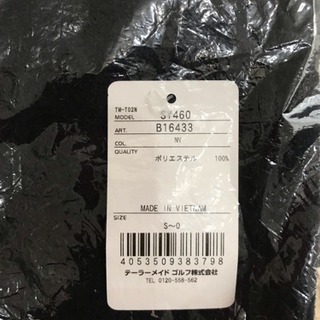 TM-T02N
MODEL SY460
ART. B16433
COL. NV
QUALITY
ポリエステル 100%
MADE IN VIETNAM
SIZE
S~O
4053509383798
テーラーメイド ゴルフ株式会社
TEL 0120-558-562